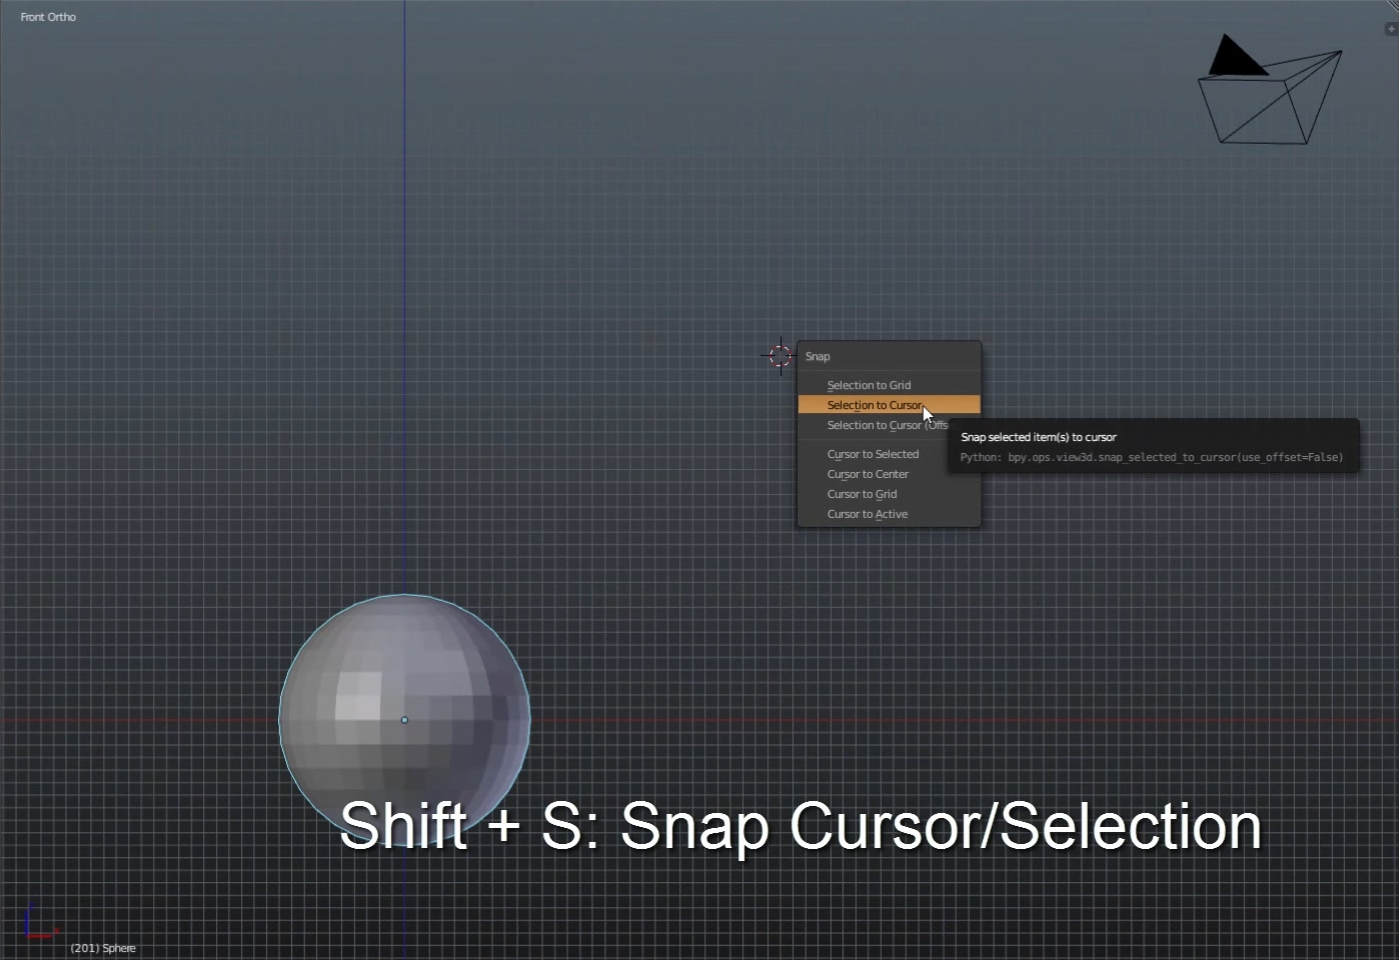 Front Ortho
Snap
Selection to Grid
Selection to Cursor
Selection to Cursor (Offs
Snap selected item(s) to cursor
Python: bpy.ops.view3d.snap_selected_to_cursor(use_offset=False)
Cursor to Selected
Cursor to Center
Cursor to Grid
Cursor to Active
Shift + S: Snap Cursor/Selection
(201) Sphere